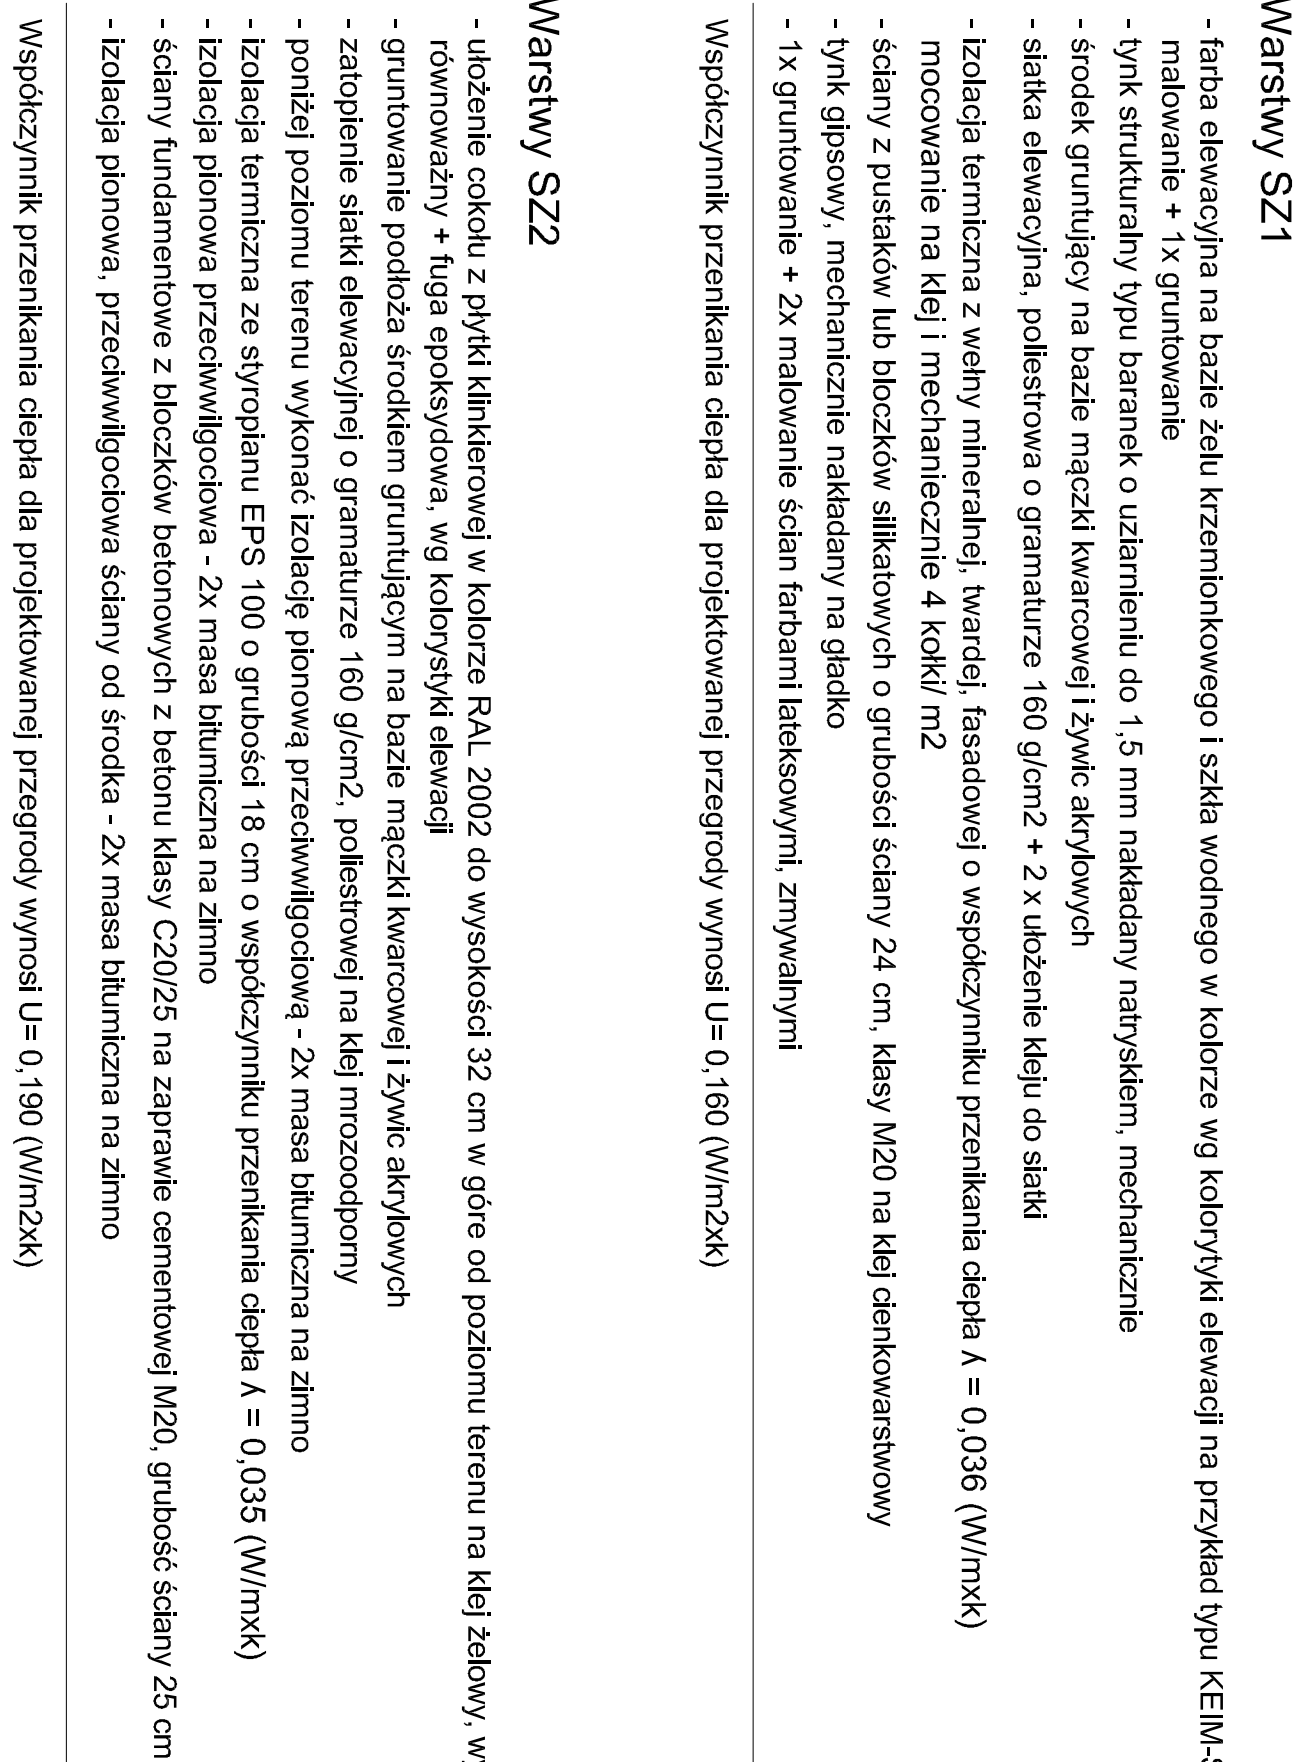 Warstwy SZ1
- farba elewacyjna na bazie żelu krzemionkowego i szkła wodnego w kolorze wg kolorytyki elewacji na przykład typu KEIM-
malowanie + 1x gruntowanie
- tynk strukturalny typu baranek o uziarnieniu do 1,5 mm nakładany natryskiem, mechanicznie
- środek gruntujący na bazie mączki kwarcowej i żywic akrylowych
- siatka elewacyjna, poliestrowa o gramaturze 160 g/cm2 + 2 x ułożenie kleju do siatki
- izolacja termiczna z wełny mineralnej, twardej, fasadowej o współczynniku przenikania ciepła ʎ = 0,036 (W/mxk)
mocowanie na klej i mechaniecznie 4 kołki/ m2
- ściany z pustaków lub bloczków silikatowych o grubości ściany 24 cm, klasy M20 na klej cienkowarstwowy
- tynk gipsowy, mechanicznie nakładany na gładko
- 1x gruntowanie + 2x malowanie ścian farbami lateksowymi, zmywalnymi
Współczynnik przenikania ciepła dla projektowanej przegrody wynosi U= 0,160 (W/m2xk)
Warstwy SZ2
- ułożenie cokołu z płytki klinkierowej w kolorze RAL 2002 do wysokości 32 cm w góre od poziomu terenu na klej żelowy,
równoważny + fuga epoksydowa, wg kolorystyki elewacji
- gruntowanie podłoża środkiem gruntującym na bazie mączki kwarcowej i żywic akrylowych
- zatopienie siatki elewacyjnej o gramaturze 160 g/cm2, poliestrowej na klej mrozoodporny
- poniżej poziomu terenu wykonać izolację pionową przeciwwilgociową - 2x masa bitumiczna na zimno
- izolacja termiczna ze styropianu EPS 100 o grubości 18 cm o współczynniku przenikania ciepła ʎ = 0,035 (W/mxk)
- izolacja pionowa przeciwwilgociowa - 2x masa bitumiczna na zimno
- ściany fundamentowe z bloczków betonowych z betonu klasy C20/25 na zaprawie cementowej M20, grubość ściany 25 cm
- izolacja pionowa, przeciwwilgociowa ściany od środka - 2x masa bitumiczna na zimno
Współczynnik przenikania ciepła dla projektowanej przegrody wynosi U= 0,190 (W/m2xk)